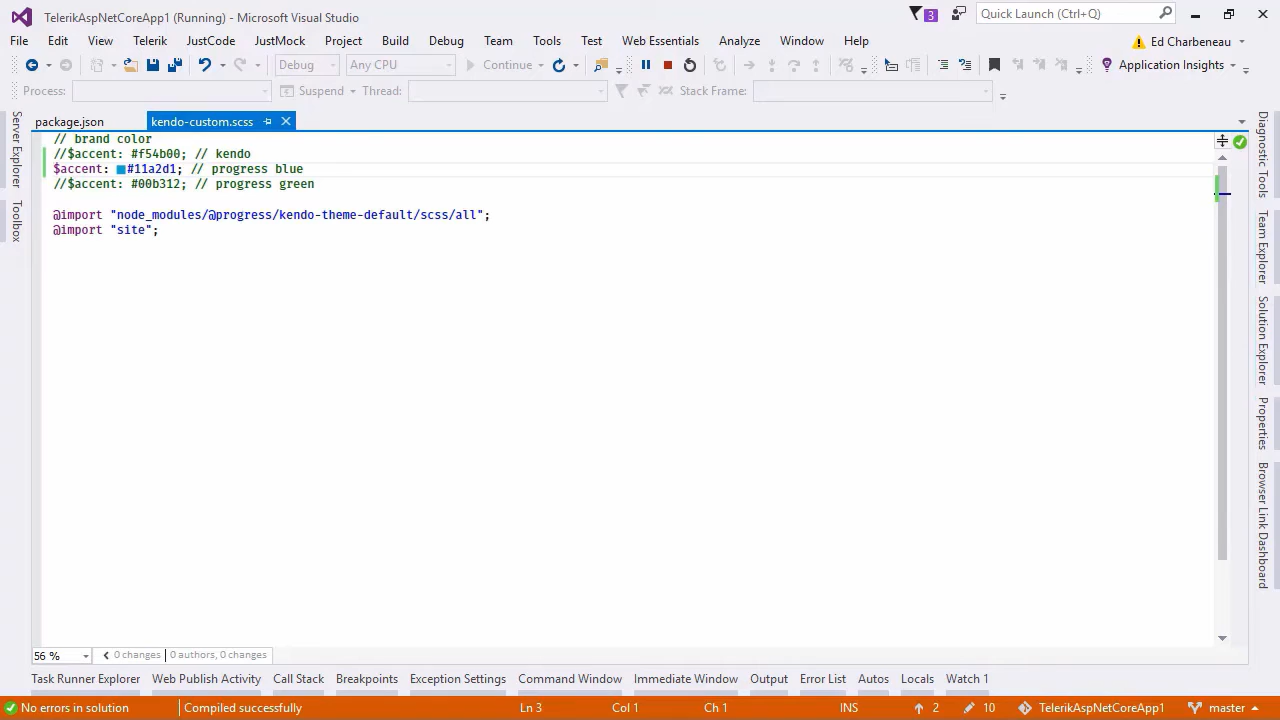 TelerikAspNetCoreApp1 (Running) - Microsoft Visual Studio
3
Quick Launch (Ctrl+Q)
File Edit View Telerik JustCode JustMock Project Build Debug Team Tools Test Web Essentials Analyze Window Help
Ed Charbeneau
Debug Any CPU Continue Application Insights
Process: Suspend Thread: Stack Frame:
package.json kendo-custom.scss
// brand color
//$accent: #f54b00; // kendo
$accent: #11a2d1; // progress blue
//$accent: #00b312; // progress green
@import "node_modules/@progress/kendo-theme-default/scss/all";
@import "site";
Server Explorer
Toolbox
Diagnostic Tools
Team Explorer
Solution Explorer
Properties
Browser Link Dashboard
56 % 0 changes | 0 authors, 0 changes
Task Runner Explorer Web Publish Activity Call Stack Breakpoints Exception Settings Command Window Immediate Window Output Error List Autos Locals Watch 1
No errors in solution Compiled successfully Ln 3 Col 1 Ch 1 INS 2 10 TelerikAspNetCoreApp1 master